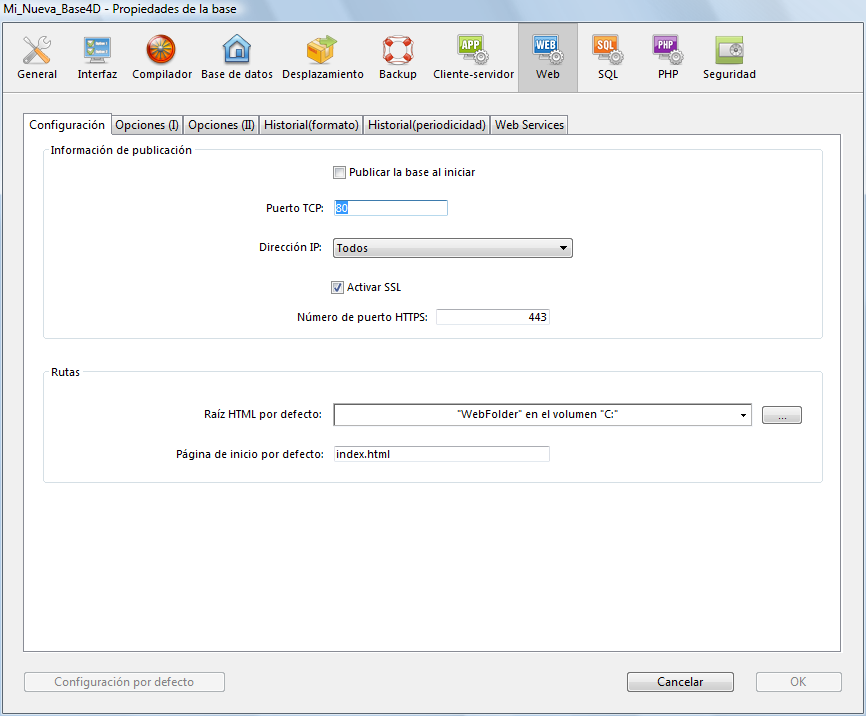 Mi_Nueva_Base4D - Propiedades de la base
APP WEB SQL PHP
General Interfaz Compilador Base de datos Desplazamiento Backup Cliente-servidor Web SQL PHP Seguridad
Configuración Opciones (I) Opciones (II) Historial(formato) Historial(periodicidad) Web Services
Información de publicación
Publicar la base al iniciar
Puerto TCP: 80
Dirección IP: Todos
Activar SSL
Número de puerto HTTPS: 443
Rutas
Raíz HTML por defecto: "WebFolder" en el volumen "C:" ...
Página de inicio por defecto: index.html
Configuración por defecto Cancelar OK